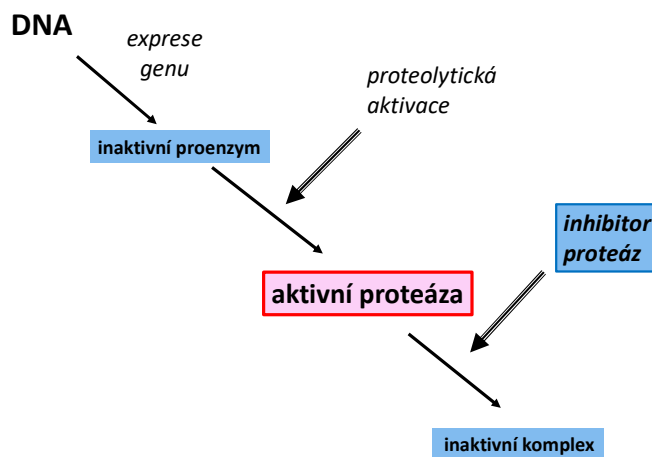 DNA
exprese
genu
proteolytická
aktivace
inaktivní proenzym
inhibitor
proteáz
aktivní proteáza
inaktivní komplex